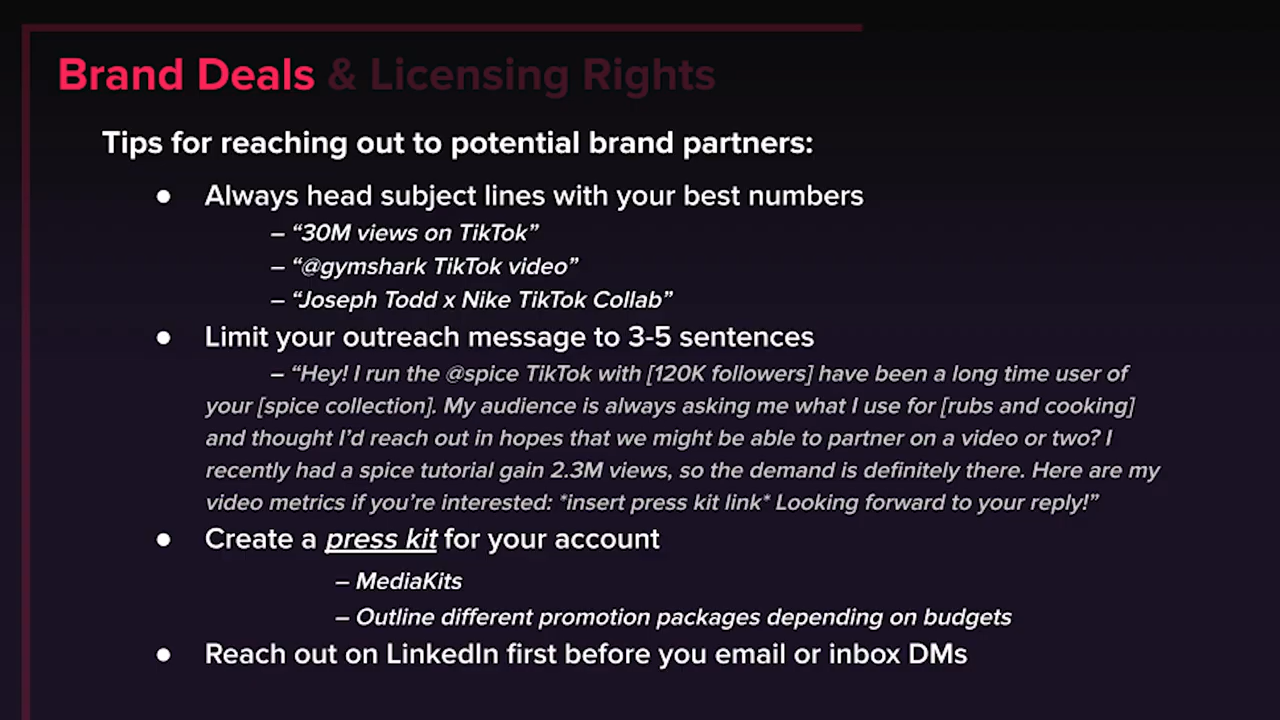 Brand Deals & Licensing Rights
Tips for reaching out to potential brand partners:
● Always head subject lines with your best numbers
– “30M views on TikTok”
– “@gymshark TikTok video”
– “Joseph Todd x Nike TikTok Collab”
● Limit your outreach message to 3-5 sentences
– “Hey! I run the @spice TikTok with [120K followers] have been a long time user of
your [spice collection]. My audience is always asking me what I use for [rubs and cooking]
and thought I’d reach out in hopes that we might be able to partner on a video or two? I
recently had a spice tutorial gain 2.3M views, so the demand is definitely there. Here are my
video metrics if you’re interested: *insert press kit link* Looking forward to your reply!”
● Create a press kit for your account
– MediaKits
– Outline different promotion packages depending on budgets
● Reach out on LinkedIn first before you email or inbox DMs